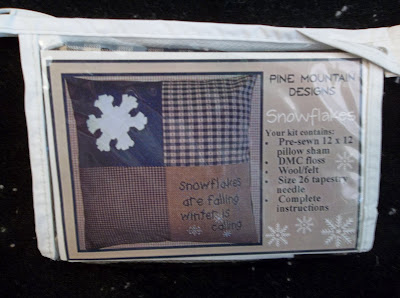 PINE MOUNTAIN
DESIGNS
Snowflakes
Your kit contains:
• Pre-sewn 12 x 12
pillow sham
• DMC floss
• Wool/felt
• Size 26 tapestry
needle
• Complete
instructions
Snowflakes
are falling
winter is
calling